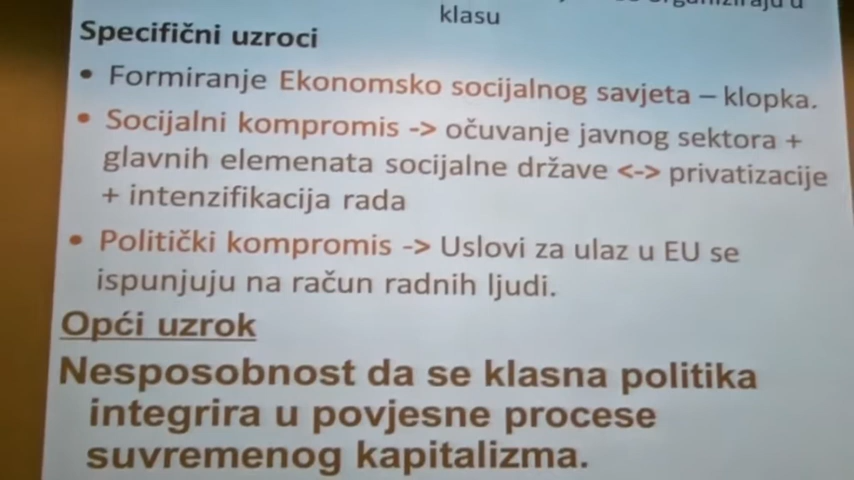 klasu
Specifični uzroci
• Formiranje Ekonomsko socijalnog savjeta – klopka.
• Socijalni kompromis -> očuvanje javnog sektora +
glavnih elemenata socijalne države <-> privatizacije
+ intenzifikacija rada
• Politički kompromis -> Uslovi za ulaz u EU se
ispunjuju na račun radnih ljudi.
Opći uzrok
Nesposobnost da se klasna politika
integrira u povjesne procese
suvremenog kapitalizma.